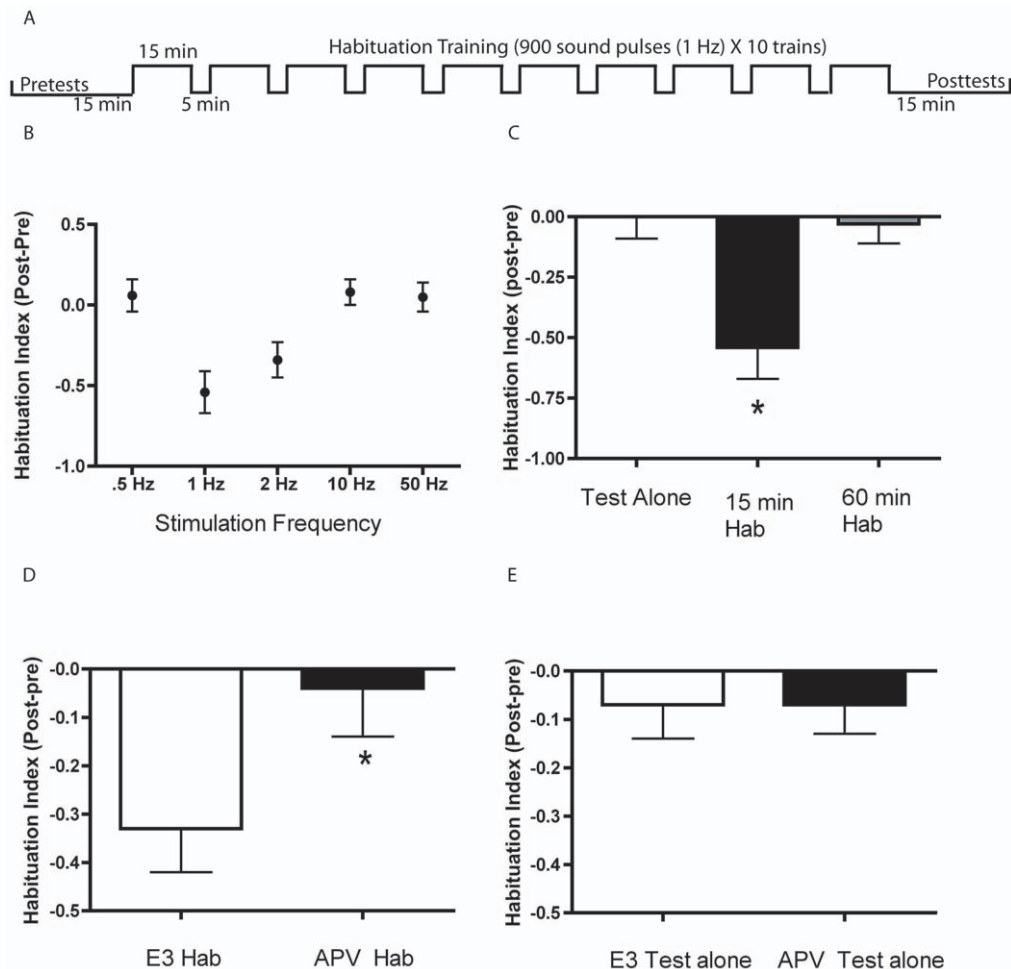 A
Habituation Training (900 sound pulses (1 Hz) X 10 trains)
15 min
Pretests
15 min
5 min
Posttests
15 min
B
Habituation Index (Post-Pre)
0.5
0.0
-0.5
-1.0
.5 Hz 1 Hz 2 Hz 10 Hz 50 Hz
Stimulation Frequency
C
Habituation Index (post-pre)
0.00
-0.25
-0.50
-0.75
-1.00
*
Test Alone 15 min Hab 60 min Hab
D
Habituation Index (Post-pre)
-0.0
-0.1
-0.2
-0.3
-0.4
-0.5
*
E3 Hab APV Hab
E
Habituation Index (Post-pre)
-0.0
-0.1
-0.2
-0.3
-0.4
-0.5
E3 Test alone APV Test alone